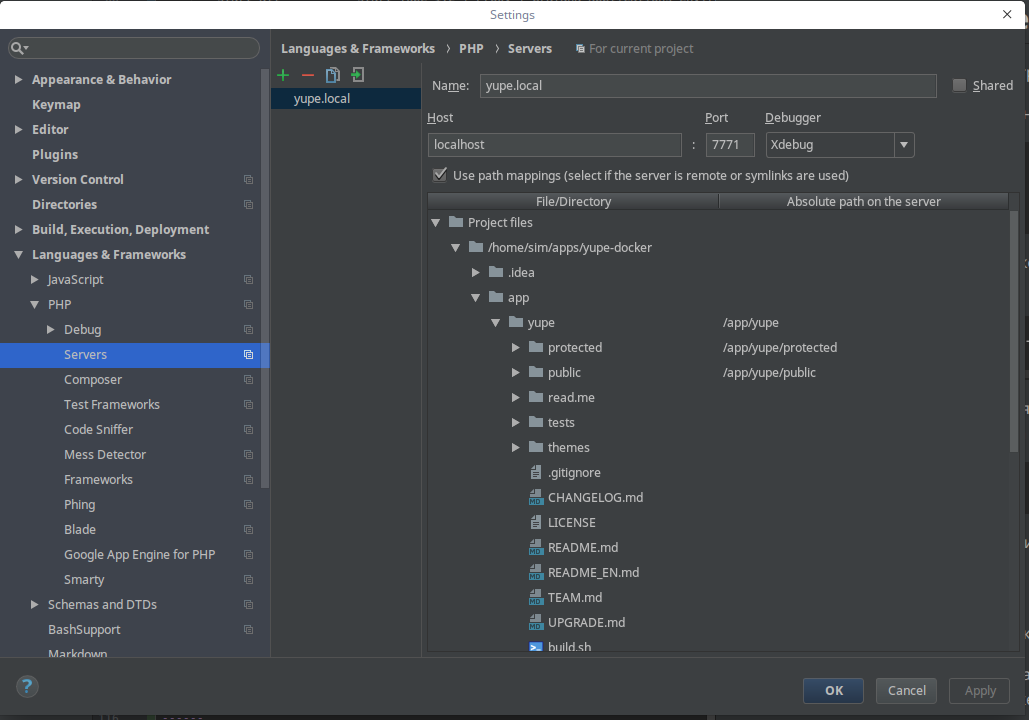 Settings
Appearance & Behavior
Keymap
Editor
Plugins
Version Control
Directories
Build, Execution, Deployment
Languages & Frameworks
JavaScript
PHP
Debug
Servers
Composer
Test Frameworks
Code Sniffer
Mess Detector
Frameworks
Phing
Blade
Google App Engine for PHP
Smarty
Schemas and DTDs
BashSupport
Markdown
Languages & Frameworks › PHP › Servers For current project
yupe.local
Name: yupe.local Shared
Host Port Debugger
localhost : 7771 Xdebug
Use path mappings (select if the server is remote or symlinks are used)
File/Directory Absolute path on the server
Project files
/home/sim/apps/yupe-docker
.idea
app
yupe /app/yupe
protected /app/yupe/protected
public /app/yupe/public
read.me
tests
themes
.gitignore
CHANGELOG.md
LICENSE
README.md
README_EN.md
TEAM.md
UPGRADE.md
build.sh
? OK Cancel Apply